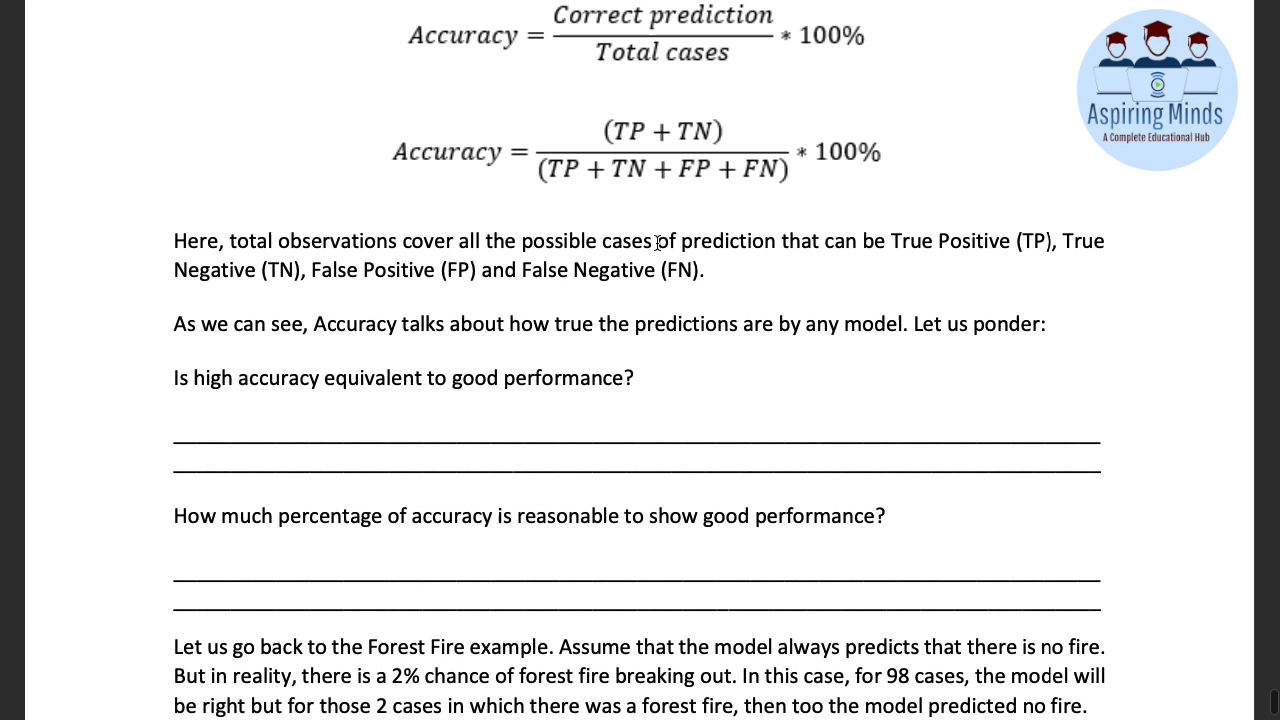 Accuracy = Correct prediction / Total cases * 100%
Aspiring Minds
A Complete Educational Hub
Accuracy = (TP + TN) / (TP + TN + FP + FN) * 100%
Here, total observations cover all the possible cases of prediction that can be True Positive (TP), True
Negative (TN), False Positive (FP) and False Negative (FN).
As we can see, Accuracy talks about how true the predictions are by any model. Let us ponder:
Is high accuracy equivalent to good performance?
How much percentage of accuracy is reasonable to show good performance?
Let us go back to the Forest Fire example. Assume that the model always predicts that there is no fire.
But in reality, there is a 2% chance of forest fire breaking out. In this case, for 98 cases, the model will
be right but for those 2 cases in which there was a forest fire, then too the model predicted no fire.